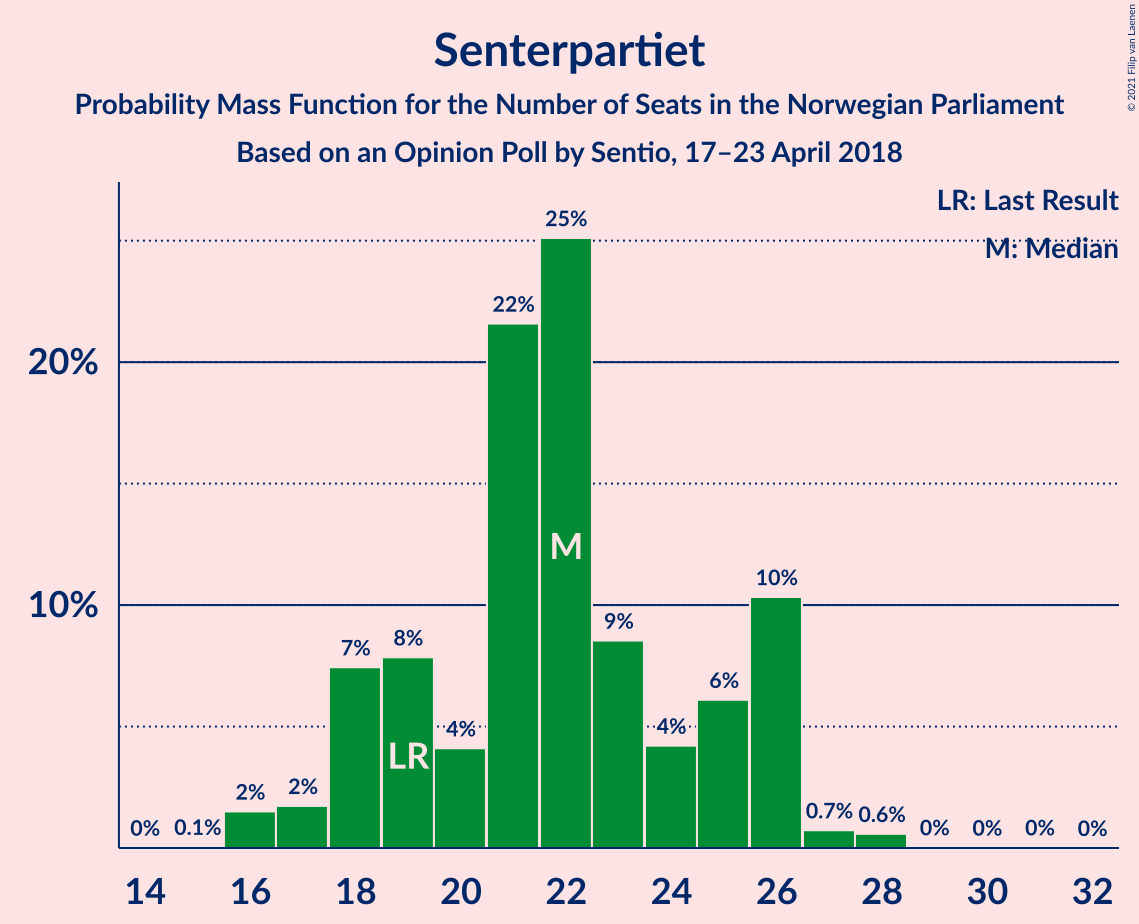 Senterpartiet
Probability Mass Function for the Number of Seats in the Norwegian Parliament
Based on an Opinion Poll by Sentio, 17–23 April 2018
© 2021 Filip van Laenen
LR: Last Result
M: Median
20%
10%
0%
0.1%
2%
2%
7%
8%
4%
22%
25%
9%
4%
6%
10%
0.7%
0.6%
0%
0%
0%
0%
LR
M
14 16 18 20 22 24 26 28 30 32